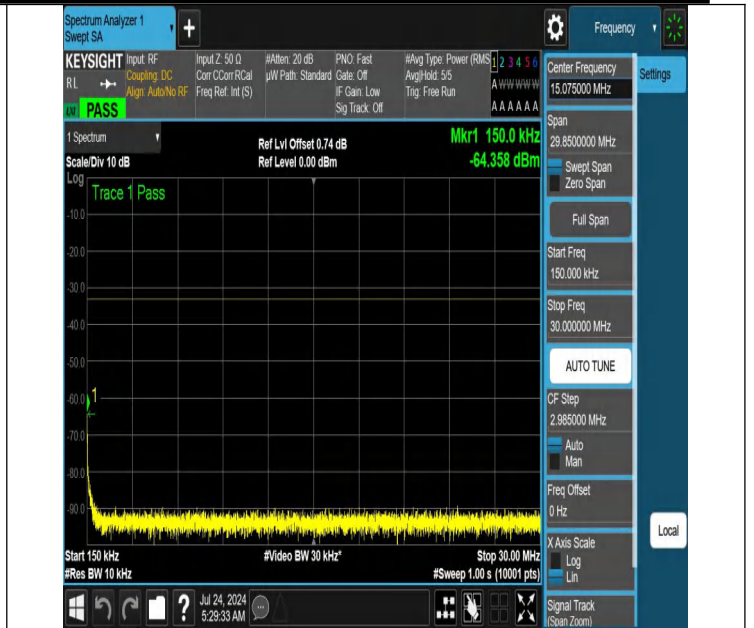 Spectrum Analyzer 1
Swept SA
Frequency
KEYSIGHT
RL
PASS
Input: RF
Coupling: DC
Align: Auto/No RF
Input Z: 50 Ω
Corr CCorr RCal
Freq Ref: Int (S)
#Atten: 20 dB
µW Path: Standard
PNO: Fast
Gate: Off
IF Gain: Low
Sig Track: Off
#Avg Type: Power (RMS
Avg|Hold: 5/5
Trig: Free Run
1 2 3 4 5 6
A W W W W W
A A A A A A
1 Spectrum
Scale/Div 10 dB
Ref Lvl Offset 0.74 dB
Ref Level 0.00 dBm
Mkr1 150.0 kHz
-64.358 dBm
Log
Trace 1 Pass
-10.0
-20.0
-30.0
-40.0
-50.0
-60.0
1
-70.0
-80.0
-90.0
Start 150 kHz
#Res BW 10 kHz
#Video BW 30 kHz*
Stop 30.00 MHz
#Sweep 1.00 s (10001 pts)
?
Jul 24, 2024
5:29:33 AM
Center Frequency
15.075000 MHz
Settings
Span
29.8500000 MHz
Swept Span
Zero Span
Full Span
Start Freq
150.000 kHz
Stop Freq
30.000000 MHz
AUTO TUNE
CF Step
2.985000 MHz
Auto
Man
Freq Offset
0 Hz
Local
X Axis Scale
Log
Lin
Signal Track
(Span Zoom)